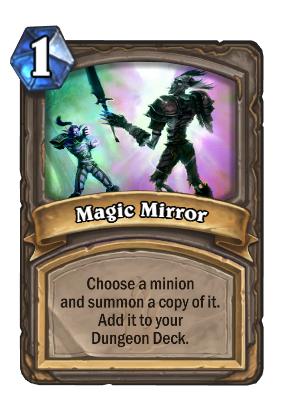 1
Magic Mirror
Choose a minion
and summon a copy of it.
Add it to your
Dungeon Deck.